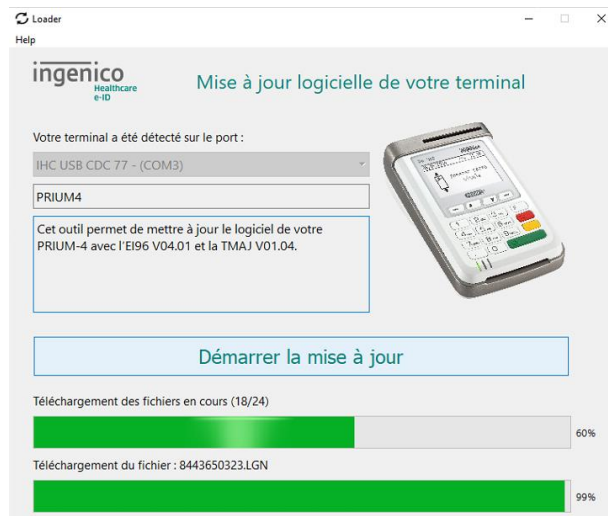 Loader
Help
ingenico
Healthcare
e-ID
Mise à jour logicielle de votre terminal
Votre terminal a été détecté sur le port :
IHC USB CDC 77 - (COM3)
PRIUM4
Cet outil permet de mettre à jour le logiciel de votre
PRIUM-4 avec l'EI96 V04.01 et la TMAJ V01.04.
Démarrer la mise à jour
Téléchargement des fichiers en cours (18/24)
60%
Téléchargement du fichier : 8443650323.LGN
99%